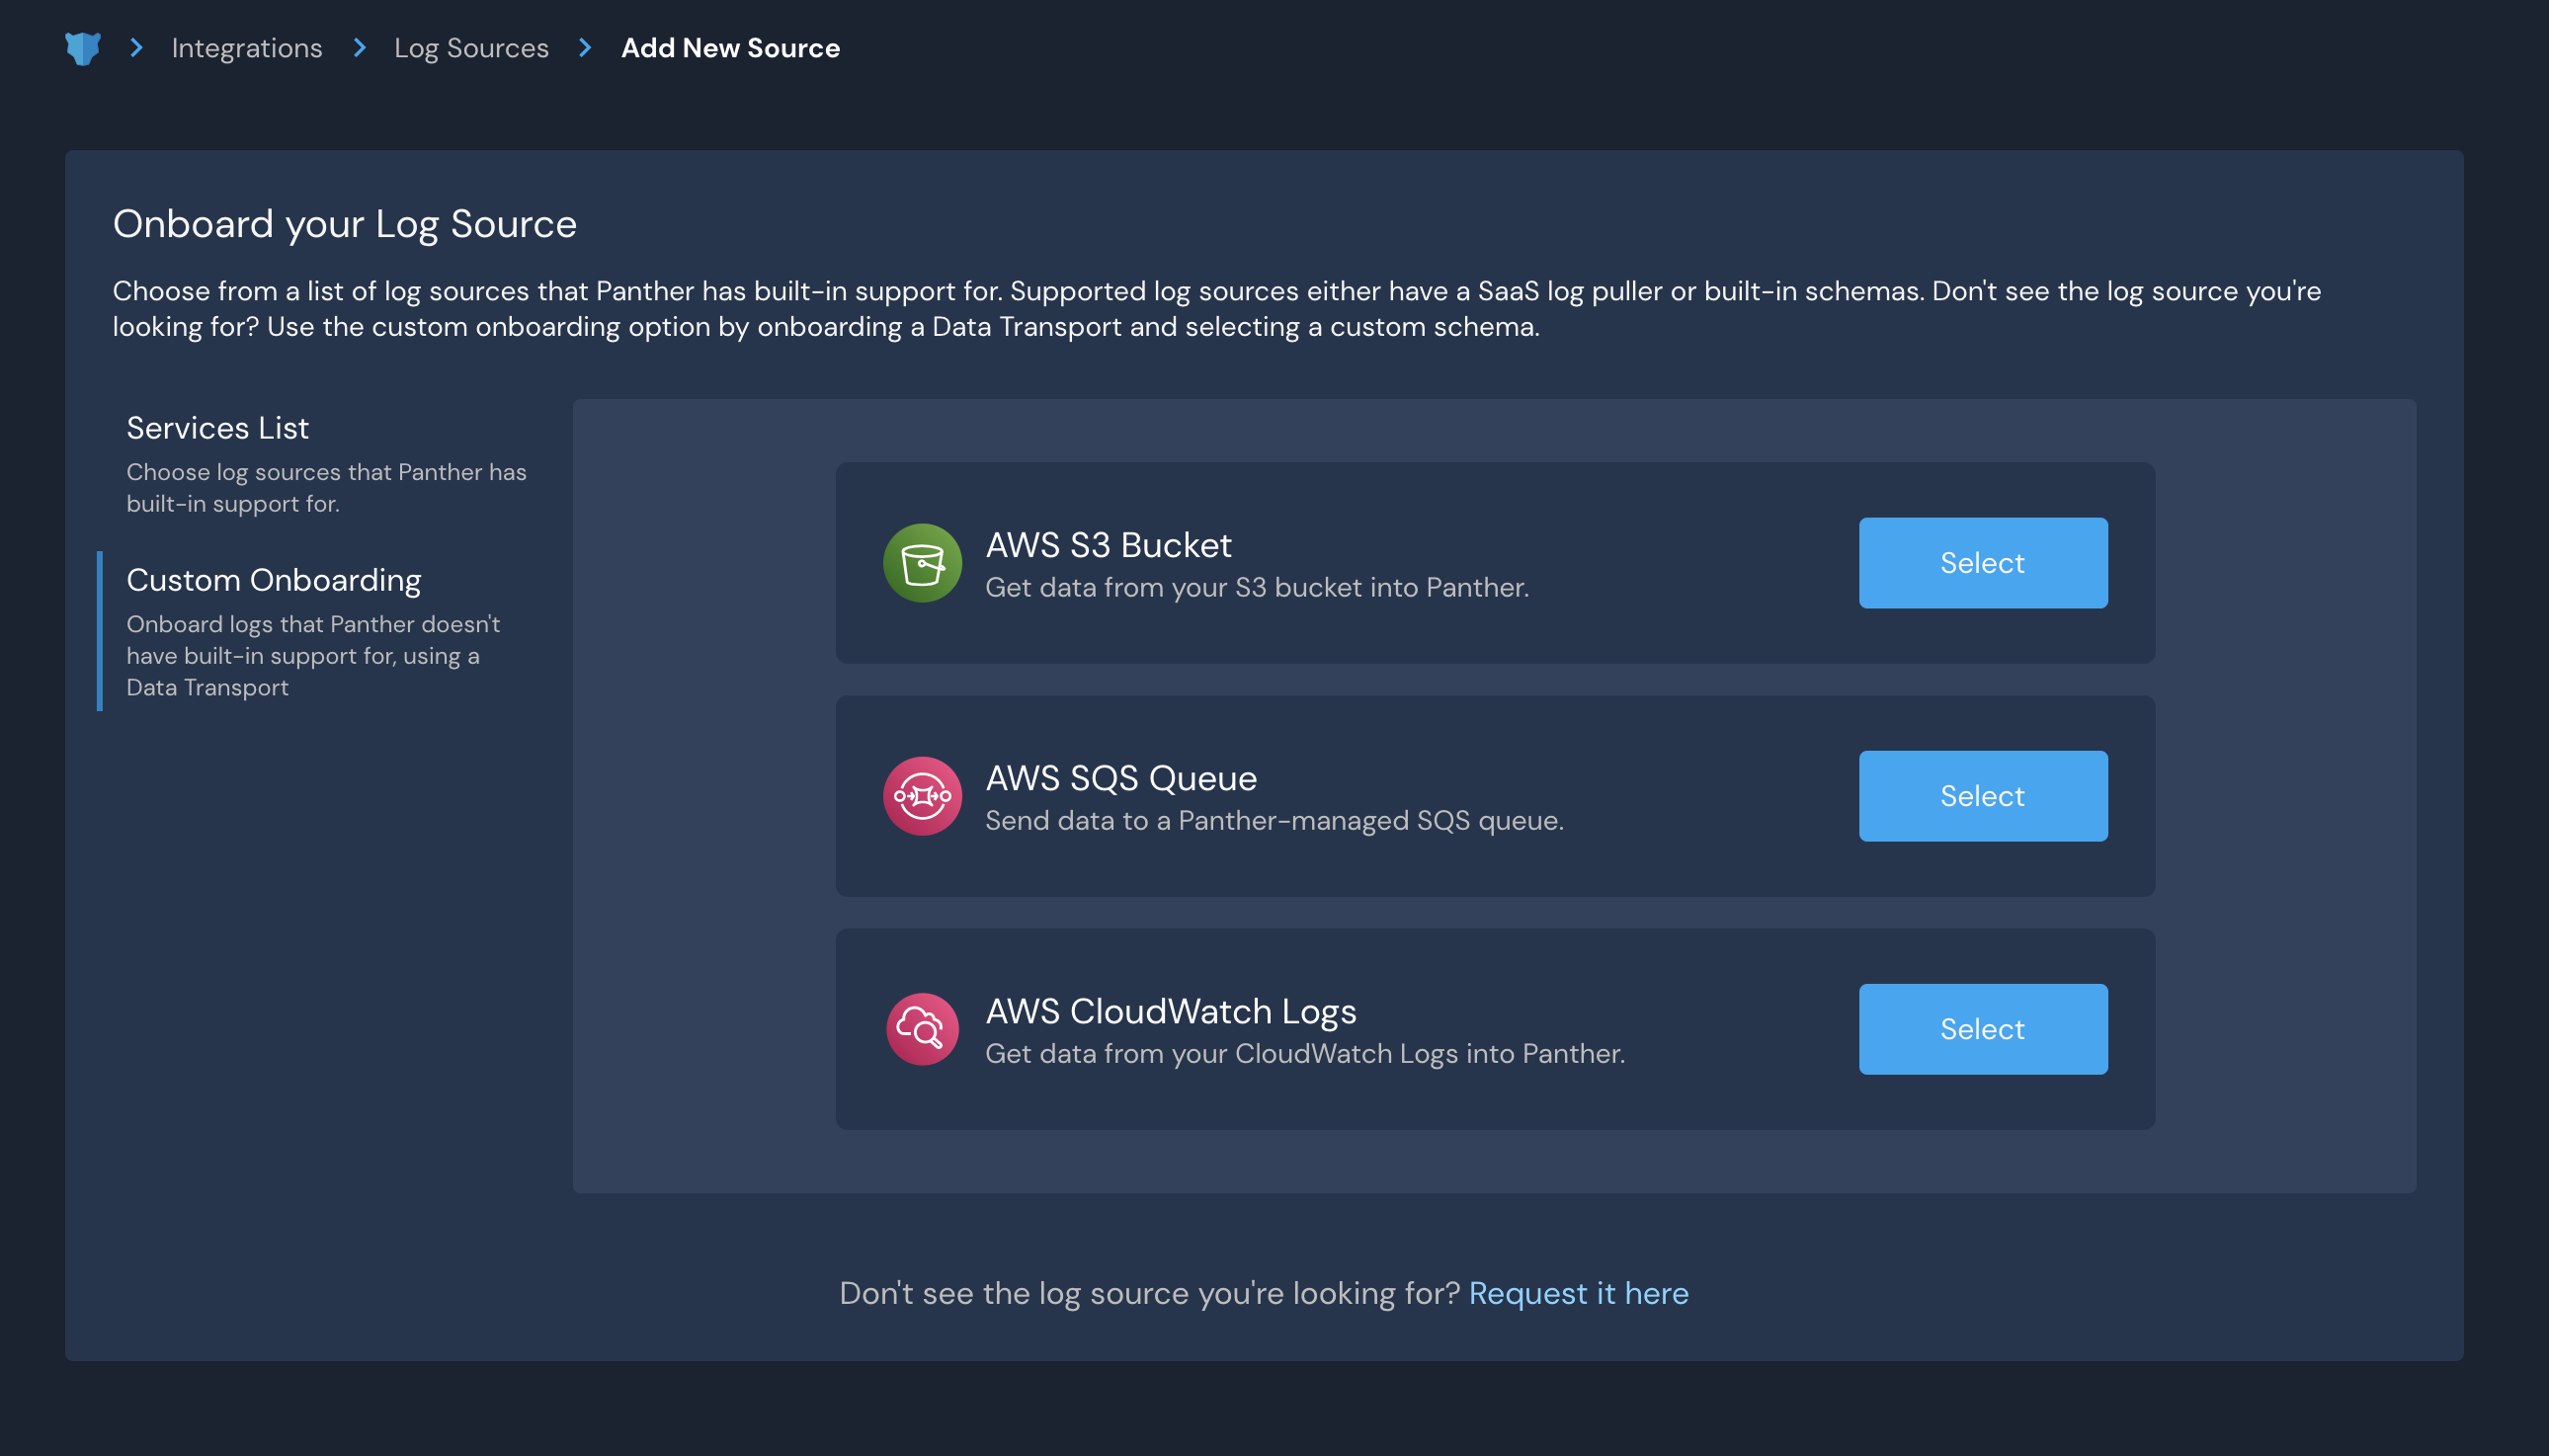 Integrations
Log Sources
Add New Source
Onboard your Log Source
Choose from a list of log sources that Panther has built-in support for. Supported log sources either have a SaaS log puller or built-in schemas. Don't see the log source you're
looking for? Use the custom onboarding option by onboarding a Data Transport and selecting a custom schema.
Services List
Choose log sources that Panther has
built-in support for.
Custom Onboarding
Onboard logs that Panther doesn't
have built-in support for, using a
Data Transport
AWS S3 Bucket
Get data from your S3 bucket into Panther.
Select
AWS SQS Queue
Send data to a Panther-managed SQS queue.
Select
AWS CloudWatch Logs
Get data from your CloudWatch Logs into Panther.
Select
Don't see the log source you're looking for? Request it here